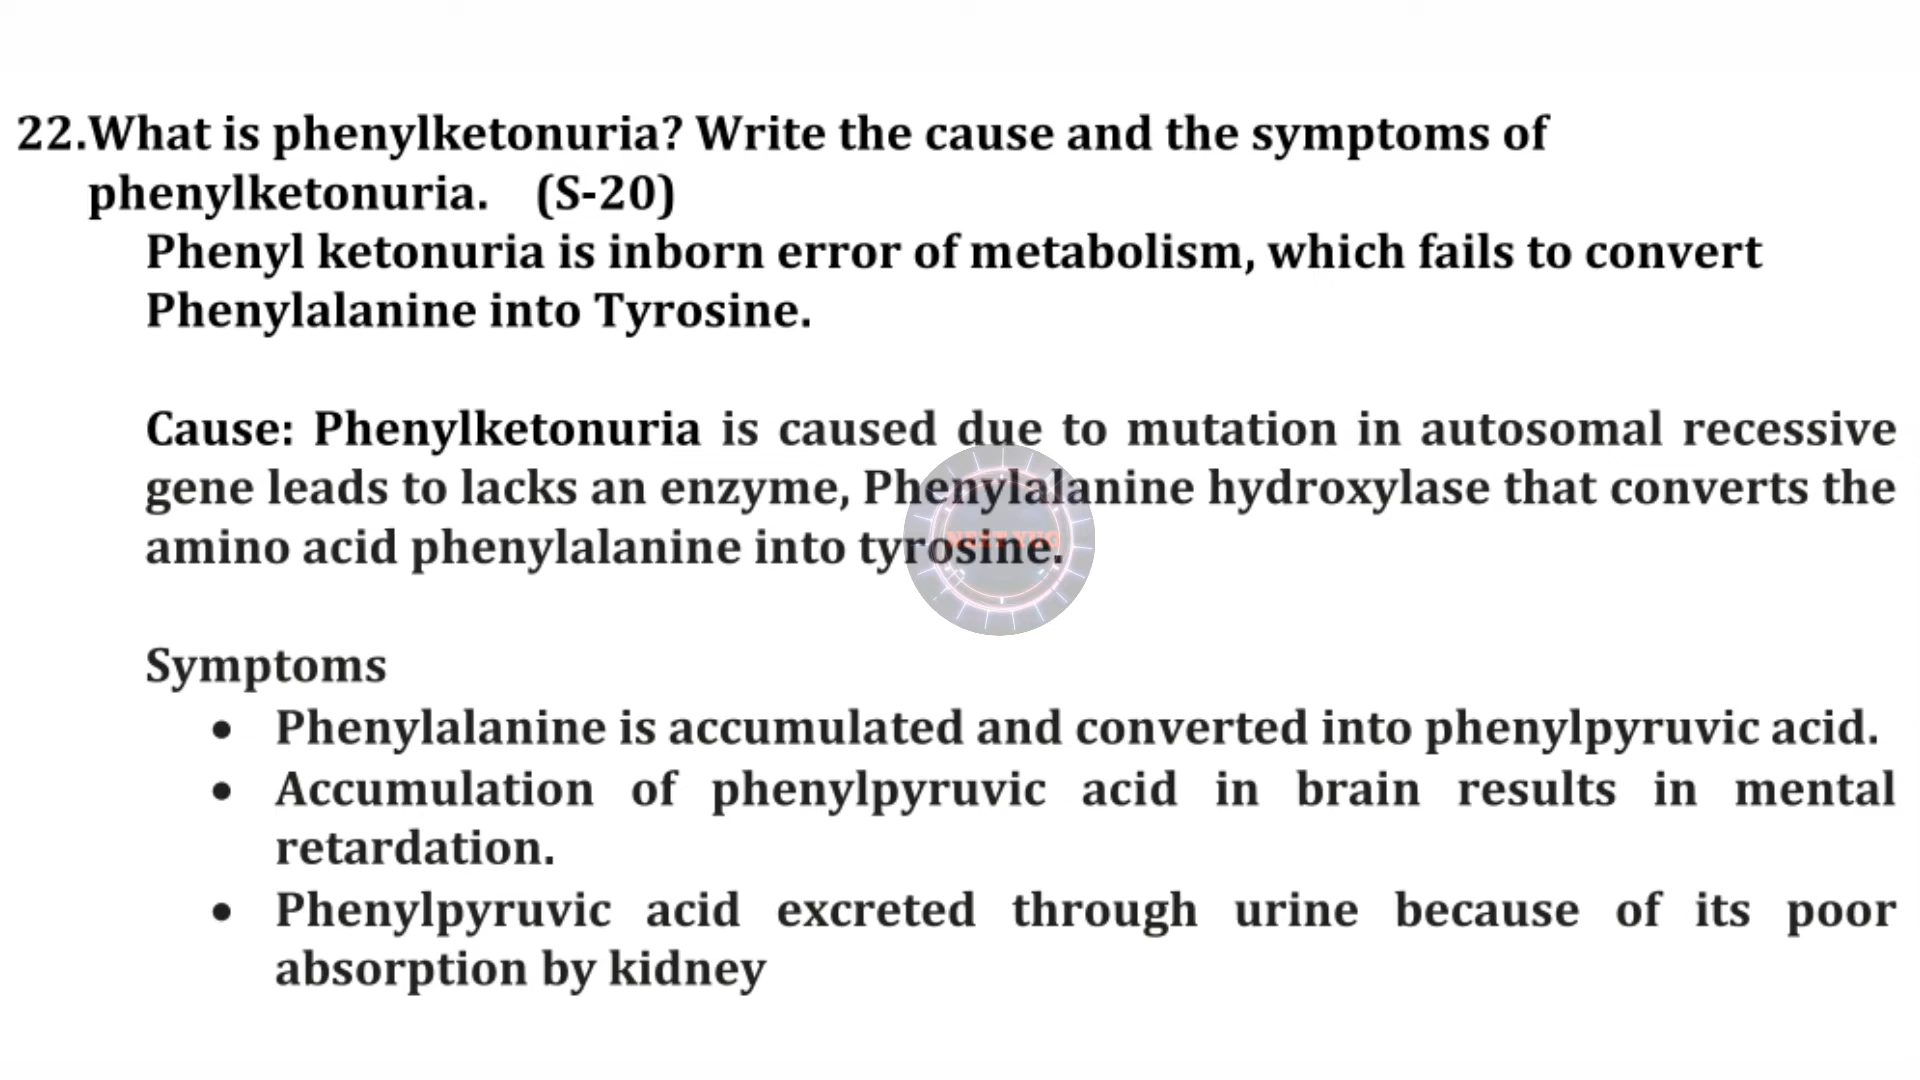 22.What is phenylketonuria? Write the cause and the symptoms of
phenylketonuria. (S-20)
Phenyl ketonuria is inborn error of metabolism, which fails to convert
Phenylalanine into Tyrosine.
Cause: Phenylketonuria is caused due to mutation in autosomal recessive
gene leads to lacks an enzyme, Phenylalanine hydroxylase that converts the
amino acid phenylalanine into tyrosine.
NEET YUG
Symptoms
• Phenylalanine is accumulated and converted into phenylpyruvic acid.
• Accumulation of phenylpyruvic acid in brain results in mental
retardation.
• Phenylpyruvic acid excreted through urine because of its poor
absorption by kidney